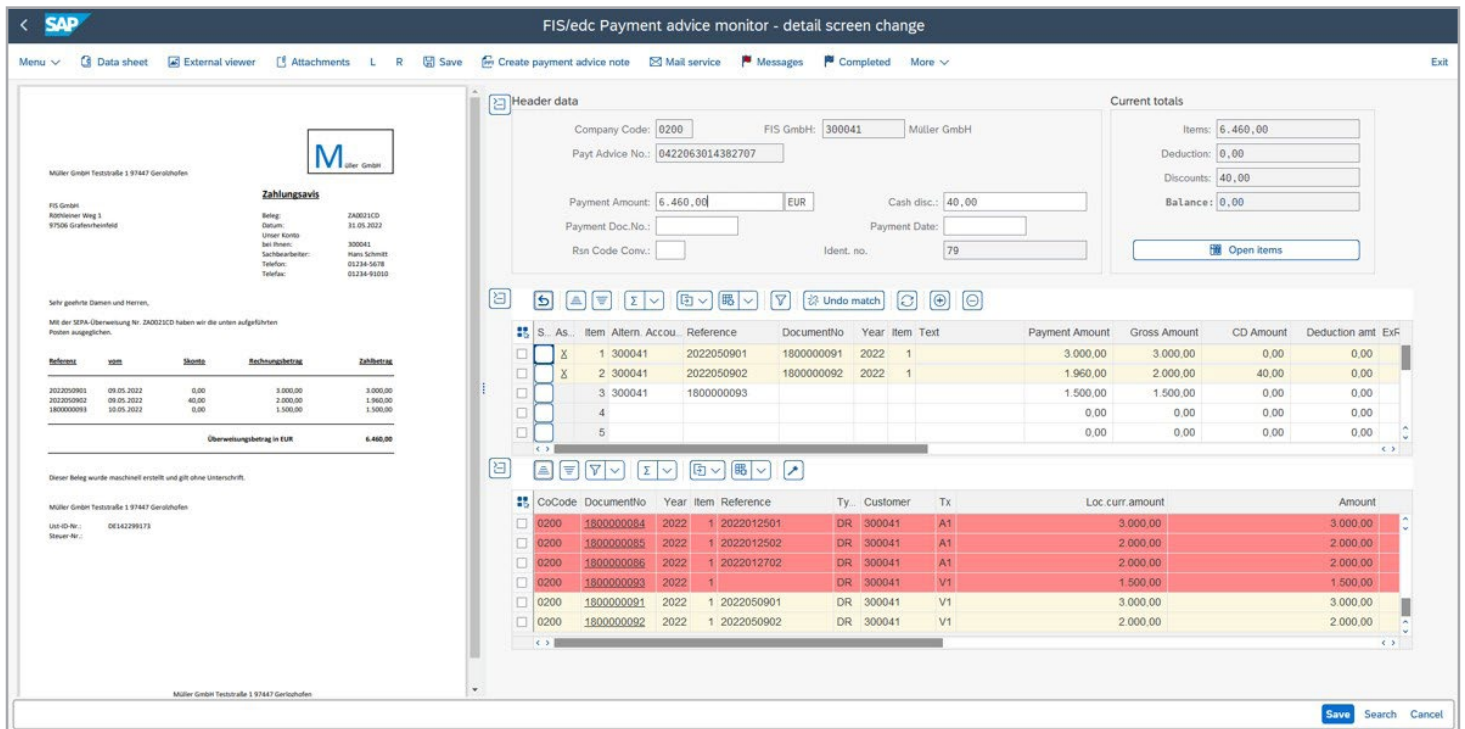 SAP FIS/edc Payment advice monitor - detail screen change
Menu Data sheet External viewer Attachments L R Save Create payment advice note Mail service Messages Completed More Exit
Müller GmbH
Müller GmbH Teststraße 1 97447 Gerolzhofen
Zahlungsavis
FIS GmbH
Röthleiner Weg 1
97506 Grafenrheinfeld
Beleg: ZA0021CD
Datum: 31.05.2022
Unser Konto
bei Ihnen: 300041
Sachbearbeiter: Hans Schmitt
Telefon: 01234-5678
Telefax: 01234-91010
Sehr geehrte Damen und Herren,
Mit der SEPA-Überweisung Nr. ZA0021CD haben wir die unten aufgeführten
Posten ausgeglichen.
Referenz vom Skonto Rechnungsbetrag Zahlbetrag
2022050901 09.05.2022 0,00 3.000,00 3.000,00
2022050902 09.05.2022 40,00 2.000,00 1.960,00
1800000093 10.05.2022 0,00 1.500,00 1.500,00
Überweisungsbetrag in EUR 6.460,00
Dieser Beleg wurde maschinell erstellt und gilt ohne Unterschrift.
Müller GmbH Teststraße 1 97447 Gerolzhofen
Ust-ID-Nr.: DE142299173
Steuer-Nr.:
Müller GmbH Teststraße 1 97447 Gerlozhofen
Header data
Company Code: 0200 FIS GmbH: 300041 Müller GmbH
Payt Advice No.: 0422063014382707
Payment Amount: 6.460,00 EUR Cash disc.: 40,00
Payment Doc.No.: Payment Date:
Rsn Code Conv.: Ident. no. 79
Current totals
Items: 6.460,00
Deduction: 0,00
Discounts: 40,00
Balance: 0,00
Open items
Undo match
S.. As.. Item Altern. Accou.. Reference DocumentNo Year Item Text Payment Amount Gross Amount CD Amount Deduction amt ExR
X 1 300041 2022050901 1800000091 2022 1 3.000,00 3.000,00 0,00 0,00
X 2 300041 2022050902 1800000092 2022 1 1.960,00 2.000,00 40,00 0,00
3 300041 1800000093 1.500,00 1.500,00 0,00 0,00
4 0,00 0,00 0,00 0,00
5 0,00 0,00 0,00 0,00
CoCode DocumentNo Year Item Reference Ty.. Customer Tx Loc.curr.amount Amount
0200 1800000084 2022 1 2022012501 DR 300041 A1 3.000,00 3.000,00
0200 1800000085 2022 1 2022012502 DR 300041 A1 2.000,00 2.000,00
0200 1800000086 2022 1 2022012702 DR 300041 A1 2.000,00 2.000,00
0200 1800000093 2022 1 DR 300041 V1 1.500,00 1.500,00
0200 1800000091 2022 1 2022050901 DR 300041 V1 3.000,00 3.000,00
0200 1800000092 2022 1 2022050902 DR 300041 V1 2.000,00 2.000,00
Save Search Cancel